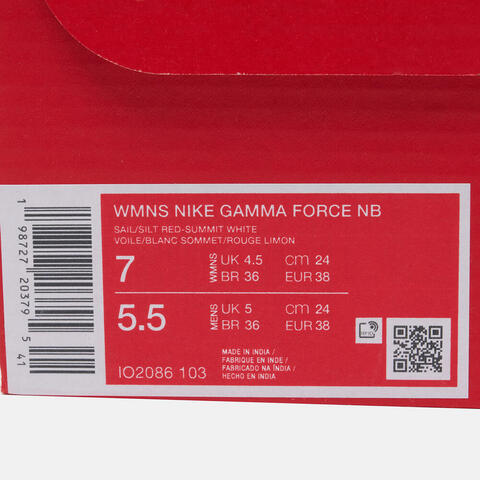 WMNS NIKE GAMMA FORCE NB
SAIL/SILT RED-SUMMIT WHITE
VOILE/BLANC SOMMET/ROUGE LIMON
7 WMNS UK 4.5 CM 24
BR 36 EUR 38
5.5 MENS UK 5 CM 24
BR 36 EUR 38
MADE IN INDIA /
FABRIQUE EN INDE /
FABRICADO NA ÍNDIA /
HECHO EN INDIA
IO2086 103
1 98727 20379 5 41